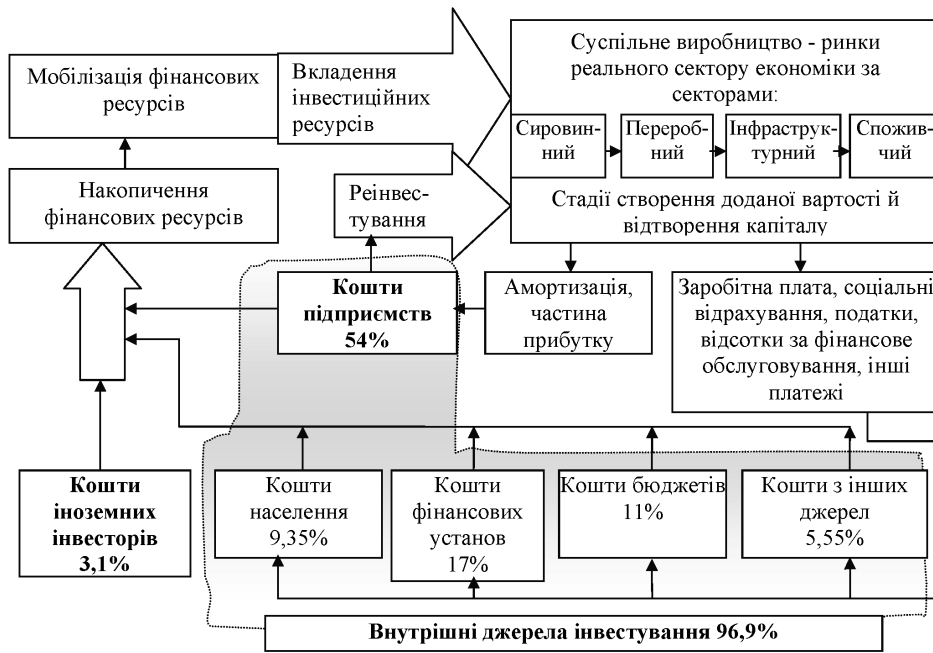 Мобілізація фінансових
ресурсів
Вкладення
інвестиційних
ресурсів
Суспільне виробництво - ринки
реального сектору економіки за
секторами:
Сировин-
ний
Перероб-
ний
Інфраструк-
турний
Спожив-
чий
Стадії створення доданої вартості й
відтворення капіталу
Накопичення
фінансових ресурсів
Реінвес-
тування
Кошти
підприємств
54%
Амортизація,
частина
прибутку
Заробітна плата, соціальні
відрахування, податки,
відсотки за фінансове
обслуговування, інші
платежі
Кошти
іноземних
інвесторів
3,1%
Кошти
населення
9,35%
Кошти
фінансових
установ
17%
Кошти бюджетів
11%
Кошти з інших
джерел
5,55%
Внутрішні джерела інвестування 96,9%